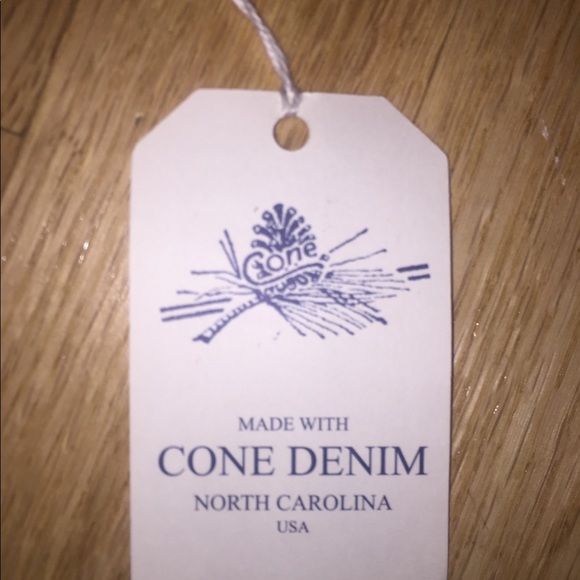 Cone
MADE WITH
CONE DENIM
NORTH CAROLINA
USA